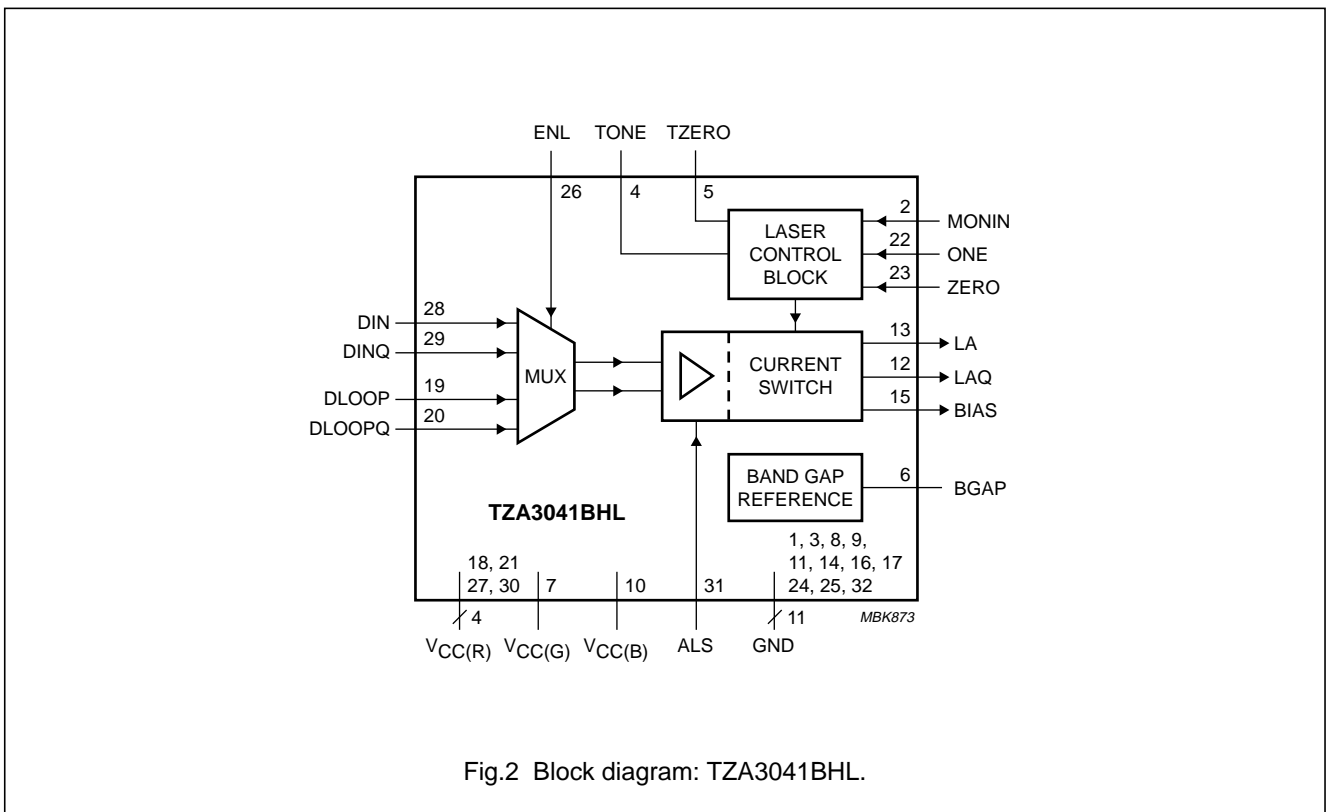 ENL TONE TZERO
26 4 5
2 MONIN
LASER CONTROL BLOCK
22 ONE
23 ZERO
DIN 28
DINQ 29
DLOOP 19
DLOOPQ 20
MUX
CURRENT SWITCH
13 LA
12 LAQ
15 BIAS
BAND GAP REFERENCE
6 BGAP
TZA3041BHL
18, 21
27, 30
7 10 31
1, 3, 8, 9,
11, 14, 16, 17
24, 25, 32
4 11
MBK873
VCC(R) VCC(G) VCC(B) ALS GND
Fig.2 Block diagram: TZA3041BHL.